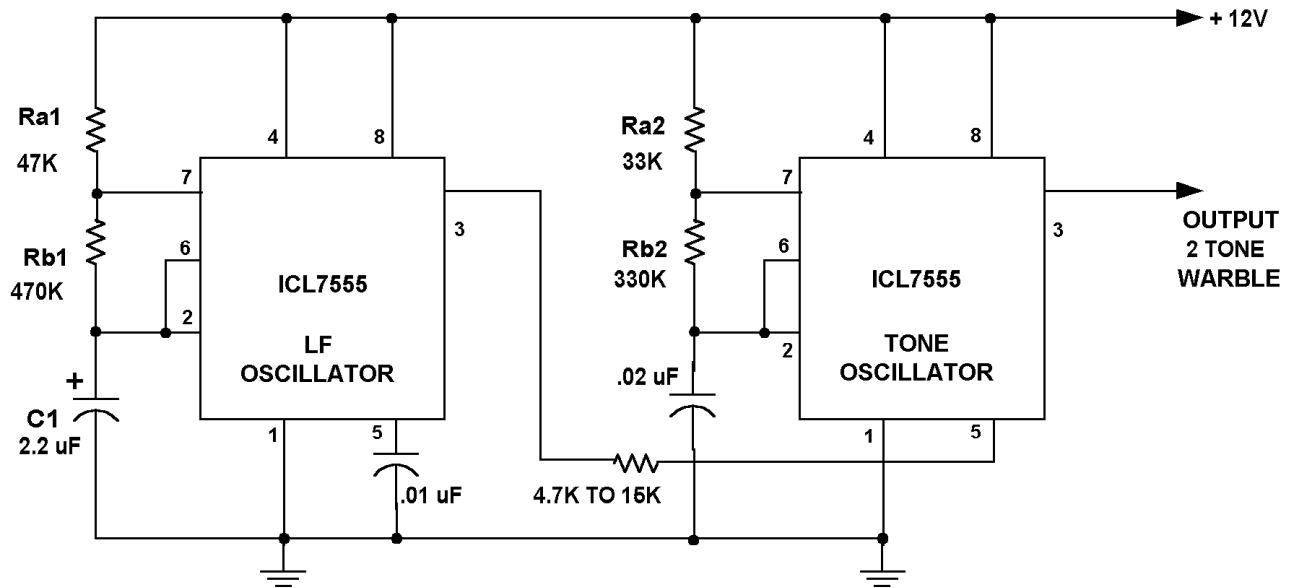 + 12V
Ra1
47K
4
8
7
3
Rb1
470K
6
ICL7555
2
LF
OSCILLATOR
+
C1
2.2 uF
1
5
.01 uF
Ra2
33K
4
8
7
3
Rb2
330K
6
ICL7555
2
TONE
OSCILLATOR
.02 uF
1
5
4.7K TO 15K
OUTPUT
2 TONE
WARBLE